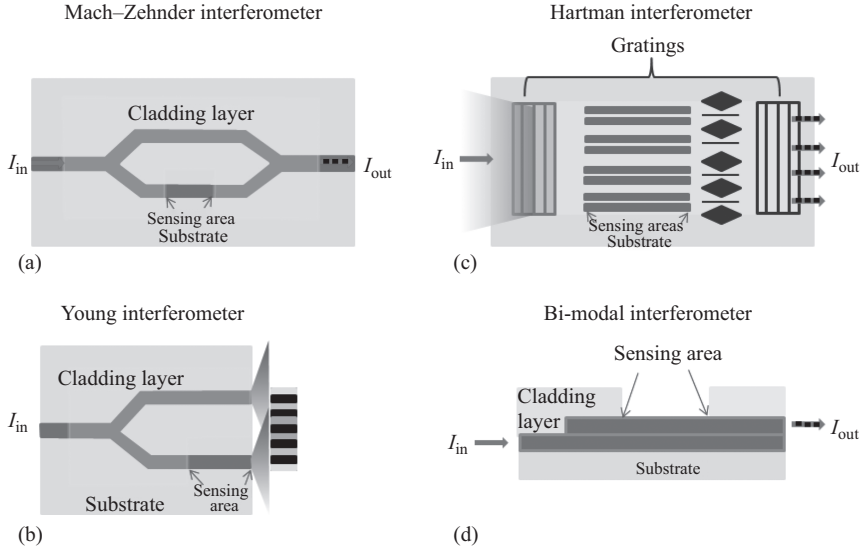 Mach–Zehnder interferometer
Cladding layer
I_in
I_out
Sensing area
Substrate
(a)
Hartman interferometer
Gratings
I_in
I_out
Sensing areas
Substrate
(c)
Young interferometer
Cladding layer
I_in
Substrate
Sensing
area
(b)
Bi-modal interferometer
Sensing area
Cladding
layer
I_in
I_out
Substrate
(d)